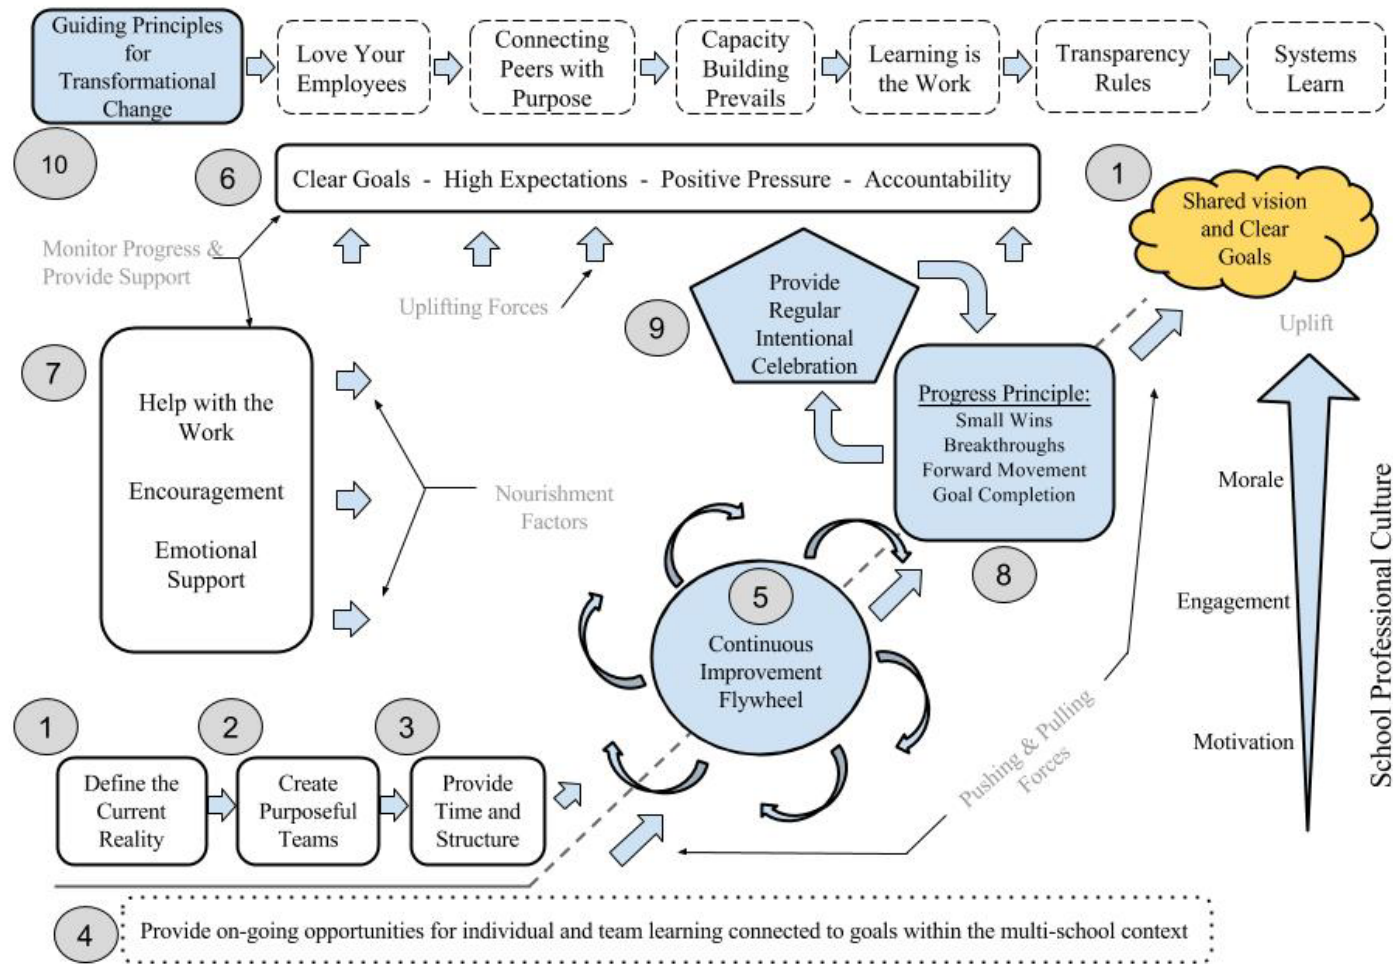 Guiding Principles
for
Transformational
Change
Love Your
Employees
Connecting
Peers with
Purpose
Capacity
Building
Prevails
Learning is
the Work
Transparency
Rules
Systems
Learn
10
6
Clear Goals - High Expectations - Positive Pressure - Accountability
1
Shared vision
and Clear
Goals
Monitor Progress &
Provide Support
Uplifting Forces
9
Provide
Regular
Intentional
Celebration
Uplift
7
Help with the
Work
Encouragement
Emotional
Support
Nourishment
Factors
Progress Principle:
Small Wins
Breakthroughs
Forward Movement
Goal Completion
8
Morale
Engagement
Motivation
School Professional Culture
5
Continuous
Improvement
Flywheel
Pushing & Pulling
Forces
1
Define the
Current
Reality
2
Create
Purposeful
Teams
3
Provide
Time and
Structure
4
Provide on-going opportunities for individual and team learning connected to goals within the multi-school context